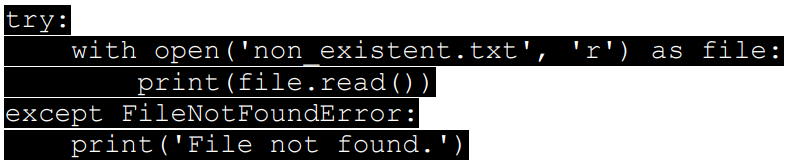 try:
    with open('non_existent.txt', 'r') as file:
        print(file.read())
except FileNotFoundError:
    print('File not found.')